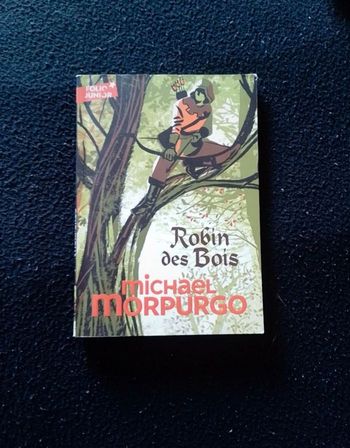 FOLIO
JUNIOR
Robin
des Bois
michael
morpurgo